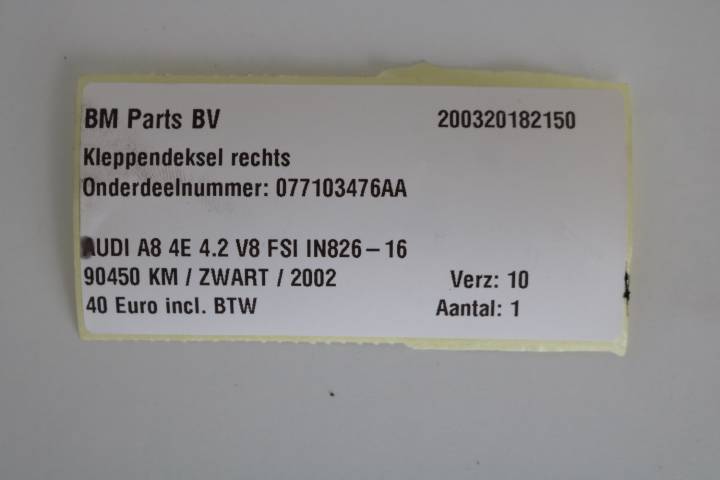 BM Parts BV 200320182150
Kleppendeksel rechts
Onderdeelnummer: 077103476AA
AUDI A8 4E 4.2 V8 FSI IN826-16
90450 KM / ZWART / 2002 Verz: 10
40 Euro incl. BTW Aantal: 1